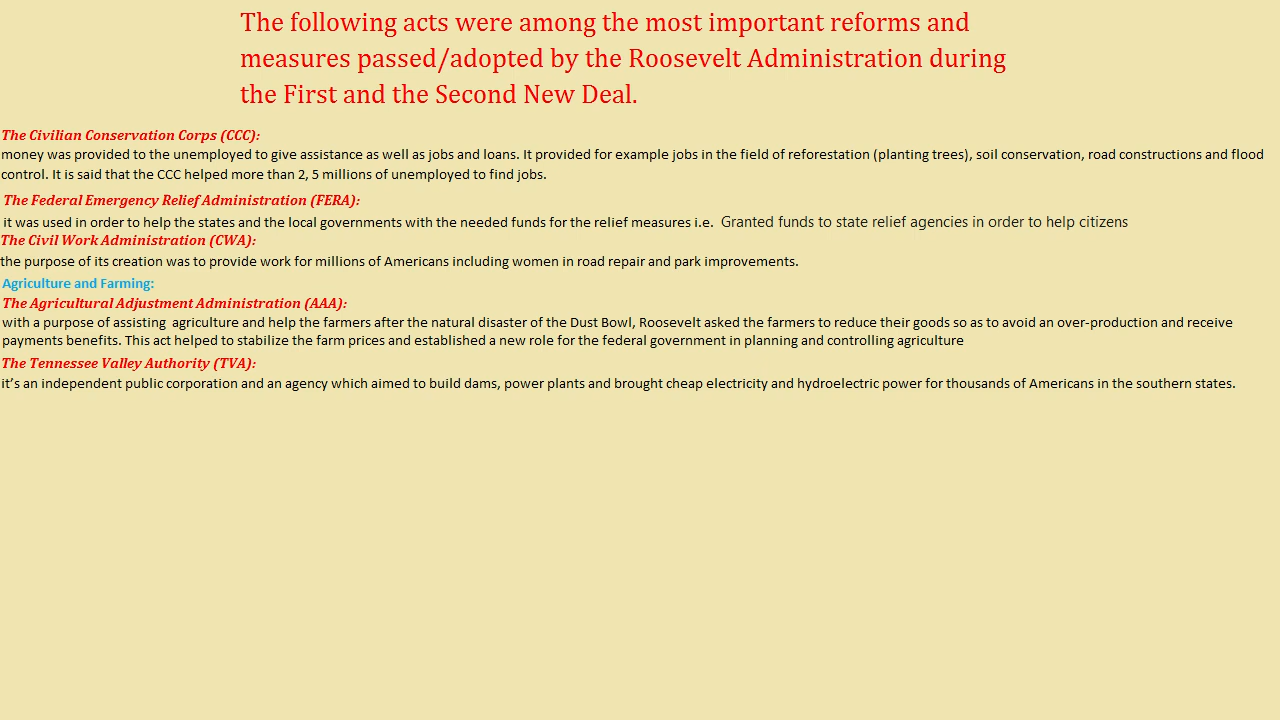 The following acts were among the most important reforms and
measures passed/adopted by the Roosevelt Administration during
the First and the Second New Deal.
The Civilian Conservation Corps (CCC):
money was provided to the unemployed to give assistance as well as jobs and loans. It provided for example jobs in the field of reforestation (planting trees), soil conservation, road constructions and flood
control. It is said that the CCC helped more than 2, 5 millions of unemployed to find jobs.
The Federal Emergency Relief Administration (FERA):
it was used in order to help the states and the local governments with the needed funds for the relief measures i.e. Granted funds to state relief agencies in order to help citizens
The Civil Work Administration (CWA):
the purpose of its creation was to provide work for millions of Americans including women in road repair and park improvements.
Agriculture and Farming:
The Agricultural Adjustment Administration (AAA):
with a purpose of assisting agriculture and help the farmers after the natural disaster of the Dust Bowl, Roosevelt asked the farmers to reduce their goods so as to avoid an over-production and receive
payments benefits. This act helped to stabilize the farm prices and established a new role for the federal government in planning and controlling agriculture
The Tennessee Valley Authority (TVA):
it’s an independent public corporation and an agency which aimed to build dams, power plants and brought cheap electricity and hydroelectric power for thousands of Americans in the southern states.